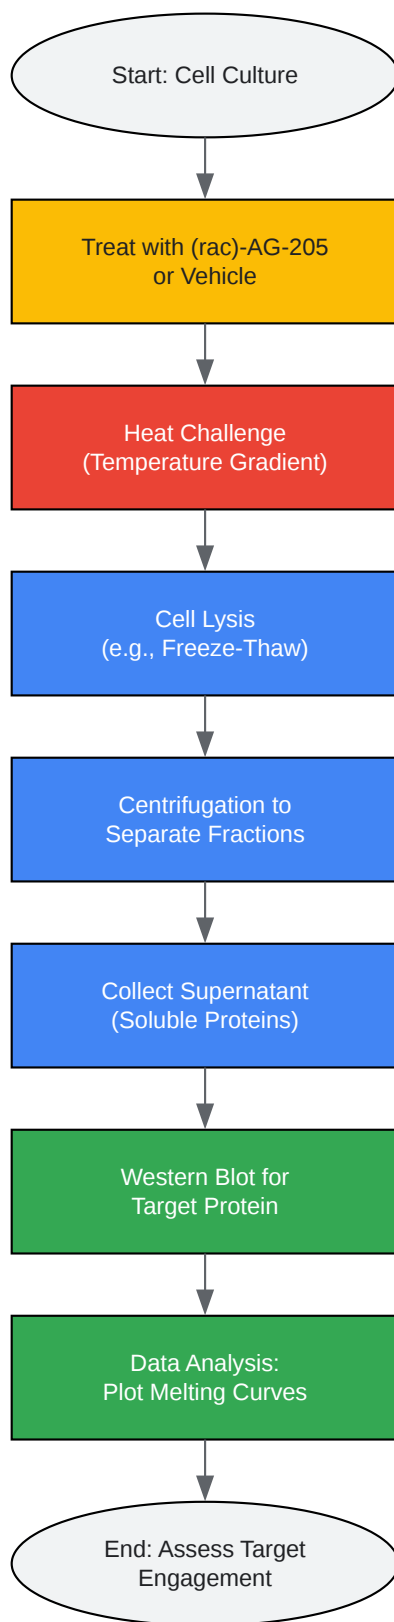 Start: Cell Culture
Treat with (rac)-AG-205
or Vehicle
Heat Challenge
(Temperature Gradient)
Cell Lysis
(e.g., Freeze-Thaw)
Centrifugation to
Separate Fractions
Collect Supernatant
(Soluble Proteins)
Western Blot for
Target Protein
Data Analysis:
Plot Melting Curves
End: Assess Target
Engagement